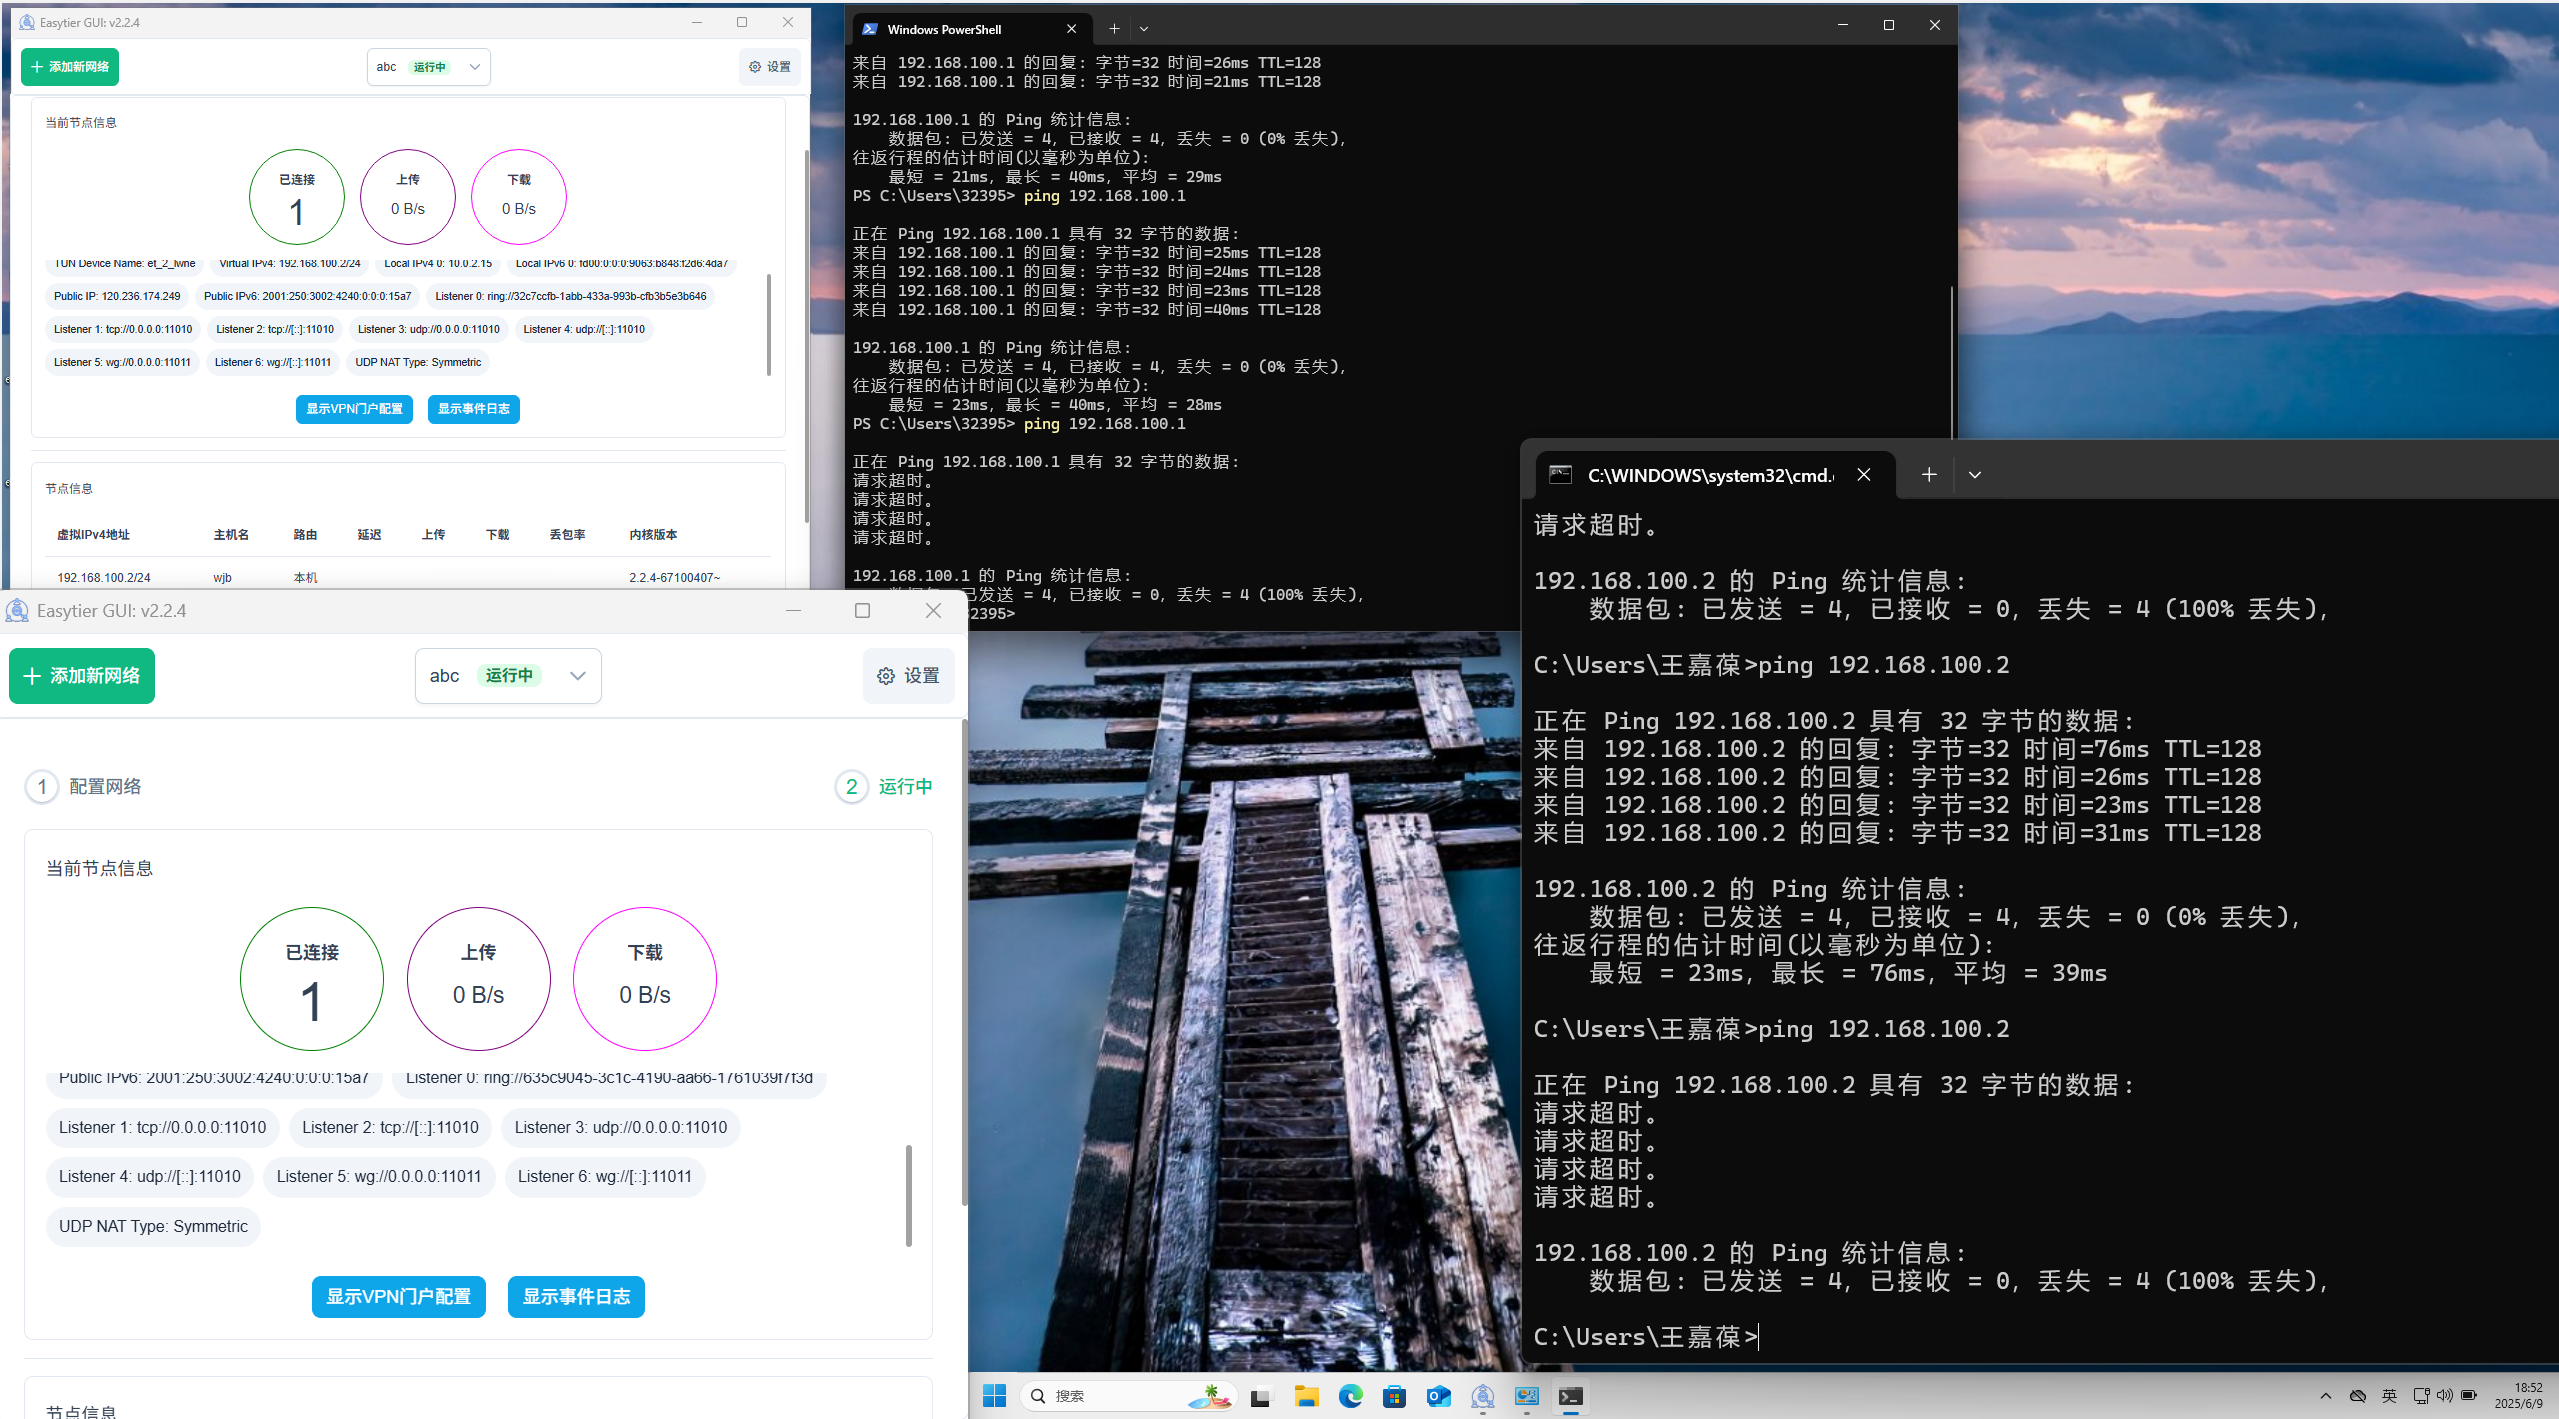 Easytier GUI: v2.2.4
添加新网络
abc 运行中
设置
当前节点信息
已连接
1
上传
0 B/s
下载
0 B/s
TUN Device Name: et_2_lwne
Virtual IPv4: 192.168.100.2/24
Local IPv4 0: 10.0.2.15
Local IPv6 0: fd00:0:0:0:9063:b848:f2d6:4da7
Public IP: 120.236.174.249
Public IPv6: 2001:250:3002:4240:0:0:0:15a7
Listener 0: ring://32c7ccfb-1abb-433a-993b-cfb3b5e3b646
Listener 1: tcp://0.0.0.0:11010
Listener 2: tcp://[::]:11010
Listener 3: udp://0.0.0.0:11010
Listener 4: udp://[::]:11010
Listener 5: wg://0.0.0.0:11011
Listener 6: wg://[::]:11011
UDP NAT Type: Symmetric
显示VPN门户配置
显示事件日志
节点信息
虚拟IPv4地址 主机名 路由 延迟 上传 下载 丢包率 内核版本
192.168.100.2/24 wjb 本机 2.2.4-67100407~
Windows PowerShell
来自 192.168.100.1 的回复: 字节=32 时间=26ms TTL=128
来自 192.168.100.1 的回复: 字节=32 时间=21ms TTL=128
192.168.100.1 的 Ping 统计信息:
数据包: 已发送 = 4, 已接收 = 4, 丢失 = 0 (0% 丢失),
往返行程的估计时间(以毫秒为单位):
最短 = 21ms, 最长 = 40ms, 平均 = 29ms
PS C:\Users\32395> ping 192.168.100.1
正在 Ping 192.168.100.1 具有 32 字节的数据:
来自 192.168.100.1 的回复: 字节=32 时间=25ms TTL=128
来自 192.168.100.1 的回复: 字节=32 时间=24ms TTL=128
来自 192.168.100.1 的回复: 字节=32 时间=23ms TTL=128
来自 192.168.100.1 的回复: 字节=32 时间=40ms TTL=128
192.168.100.1 的 Ping 统计信息:
数据包: 已发送 = 4, 已接收 = 4, 丢失 = 0 (0% 丢失),
往返行程的估计时间(以毫秒为单位):
最短 = 23ms, 最长 = 40ms, 平均 = 28ms
PS C:\Users\32395> ping 192.168.100.1
正在 Ping 192.168.100.1 具有 32 字节的数据:
请求超时。
请求超时。
请求超时。
请求超时。
192.168.100.1 的 Ping 统计信息:
已发送 = 4, 已接收 = 0, 丢失 = 4 (100% 丢失),
32395>
Easytier GUI: v2.2.4
添加新网络
abc 运行中
设置
1 配置网络
2 运行中
当前节点信息
已连接
1
上传
0 B/s
下载
0 B/s
Public IPv6: 2001:250:3002:4240:0:0:0:15a7
Listener 0: ring://635c9045-3c1c-4190-aa66-1761039f7f3d
Listener 1: tcp://0.0.0.0:11010
Listener 2: tcp://[::]:11010
Listener 3: udp://0.0.0.0:11010
Listener 4: udp://[::]:11010
Listener 5: wg://0.0.0.0:11011
Listener 6: wg://[::]:11011
UDP NAT Type: Symmetric
显示VPN门户配置
显示事件日志
节点信息
C:\WINDOWS\system32\cmd.
请求超时。
192.168.100.2 的 Ping 统计信息:
数据包: 已发送 = 4, 已接收 = 0, 丢失 = 4 (100% 丢失),
C:\Users\王嘉葆>ping 192.168.100.2
正在 Ping 192.168.100.2 具有 32 字节的数据:
来自 192.168.100.2 的回复: 字节=32 时间=76ms TTL=128
来自 192.168.100.2 的回复: 字节=32 时间=26ms TTL=128
来自 192.168.100.2 的回复: 字节=32 时间=23ms TTL=128
来自 192.168.100.2 的回复: 字节=32 时间=31ms TTL=128
192.168.100.2 的 Ping 统计信息:
数据包: 已发送 = 4, 已接收 = 4, 丢失 = 0 (0% 丢失),
往返行程的估计时间(以毫秒为单位):
最短 = 23ms, 最长 = 76ms, 平均 = 39ms
C:\Users\王嘉葆>ping 192.168.100.2
正在 Ping 192.168.100.2 具有 32 字节的数据:
请求超时。
请求超时。
请求超时。
请求超时。
192.168.100.2 的 Ping 统计信息:
数据包: 已发送 = 4, 已接收 = 0, 丢失 = 4 (100% 丢失),
C:\Users\王嘉葆>
搜索
英
18:52
2025/6/9